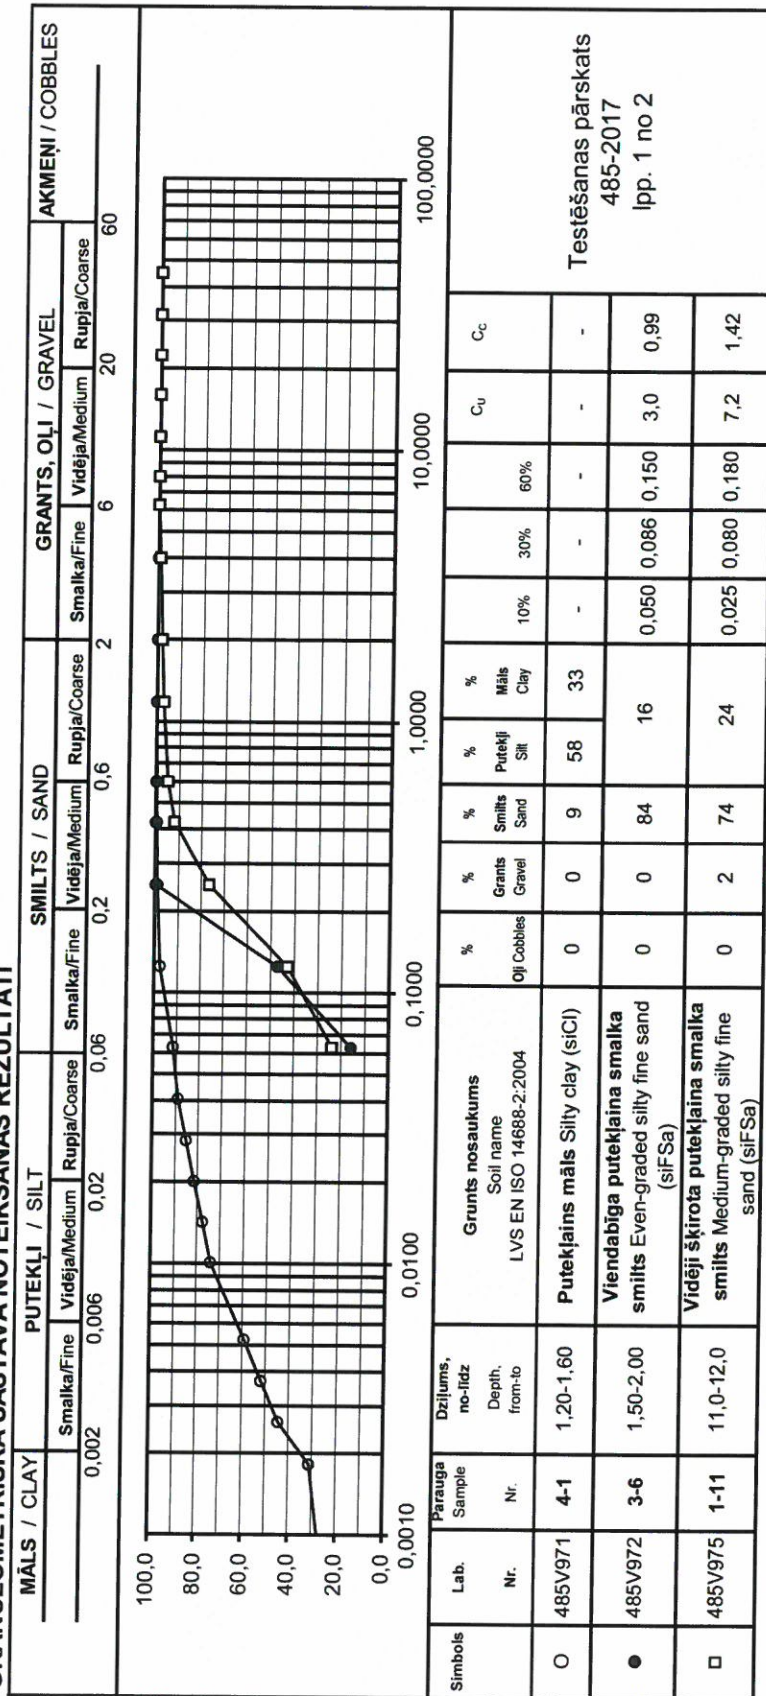 GRANULOMETRISKĀ SASTĀVA NOTEIKŠANAS REZULTĀTI
MĀLS / CLAY
PUTEKĻI / SILT
SMILTS / SAND
GRANTS, OĻI / GRAVEL
AKMEŅI / COBBLES
Smalka/Fine Vidēja/Medium Rupja/Coarse Smalka/Fine Vidēja/Medium Rupja/Coarse Smalka/Fine Vidēja/Medium Rupja/Coarse
0,002 0,006 0,02 0,06 0,2 0,6 2 6 20 60
100,0
80,0
60,0
40,0
20,0
0,0
0,0010 0,0100 0,1000 1,0000 10,0000 100,0000
Simbols
Lab.
Nr.
Parauga
Sample
Nr.
Dziļums,
no-līdz
Depth,
from-to
Grunts nosaukums
Soil name
LVS EN ISO 14688-2:2004
%
Oļi Cobbles
%
Grants
Gravel
%
Smilts
Sand
%
Putekļi
Silt
%
Māls
Clay
10% 30% 60%
CU
CC
485V971 4-1 1,20-1,60 Putekļains māls Silty clay (siCl) 0 0 9 58 33 - - - - -
485V972 3-6 1,50-2,00 Viendabīga putekļaina smalka
smilts Even-graded silty fine sand
(siFSa) 0 0 84 16 0,050 0,086 0,150 3,0 0,99
485V975 1-11 11,0-12,0 Vidēji šķirota putekļaina smalka
smilts Medium-graded silty fine
sand (siFSa) 0 2 74 24 0,025 0,080 0,180 7,2 1,42
Testēšanas pārskats
485-2017
lpp. 1 no 2